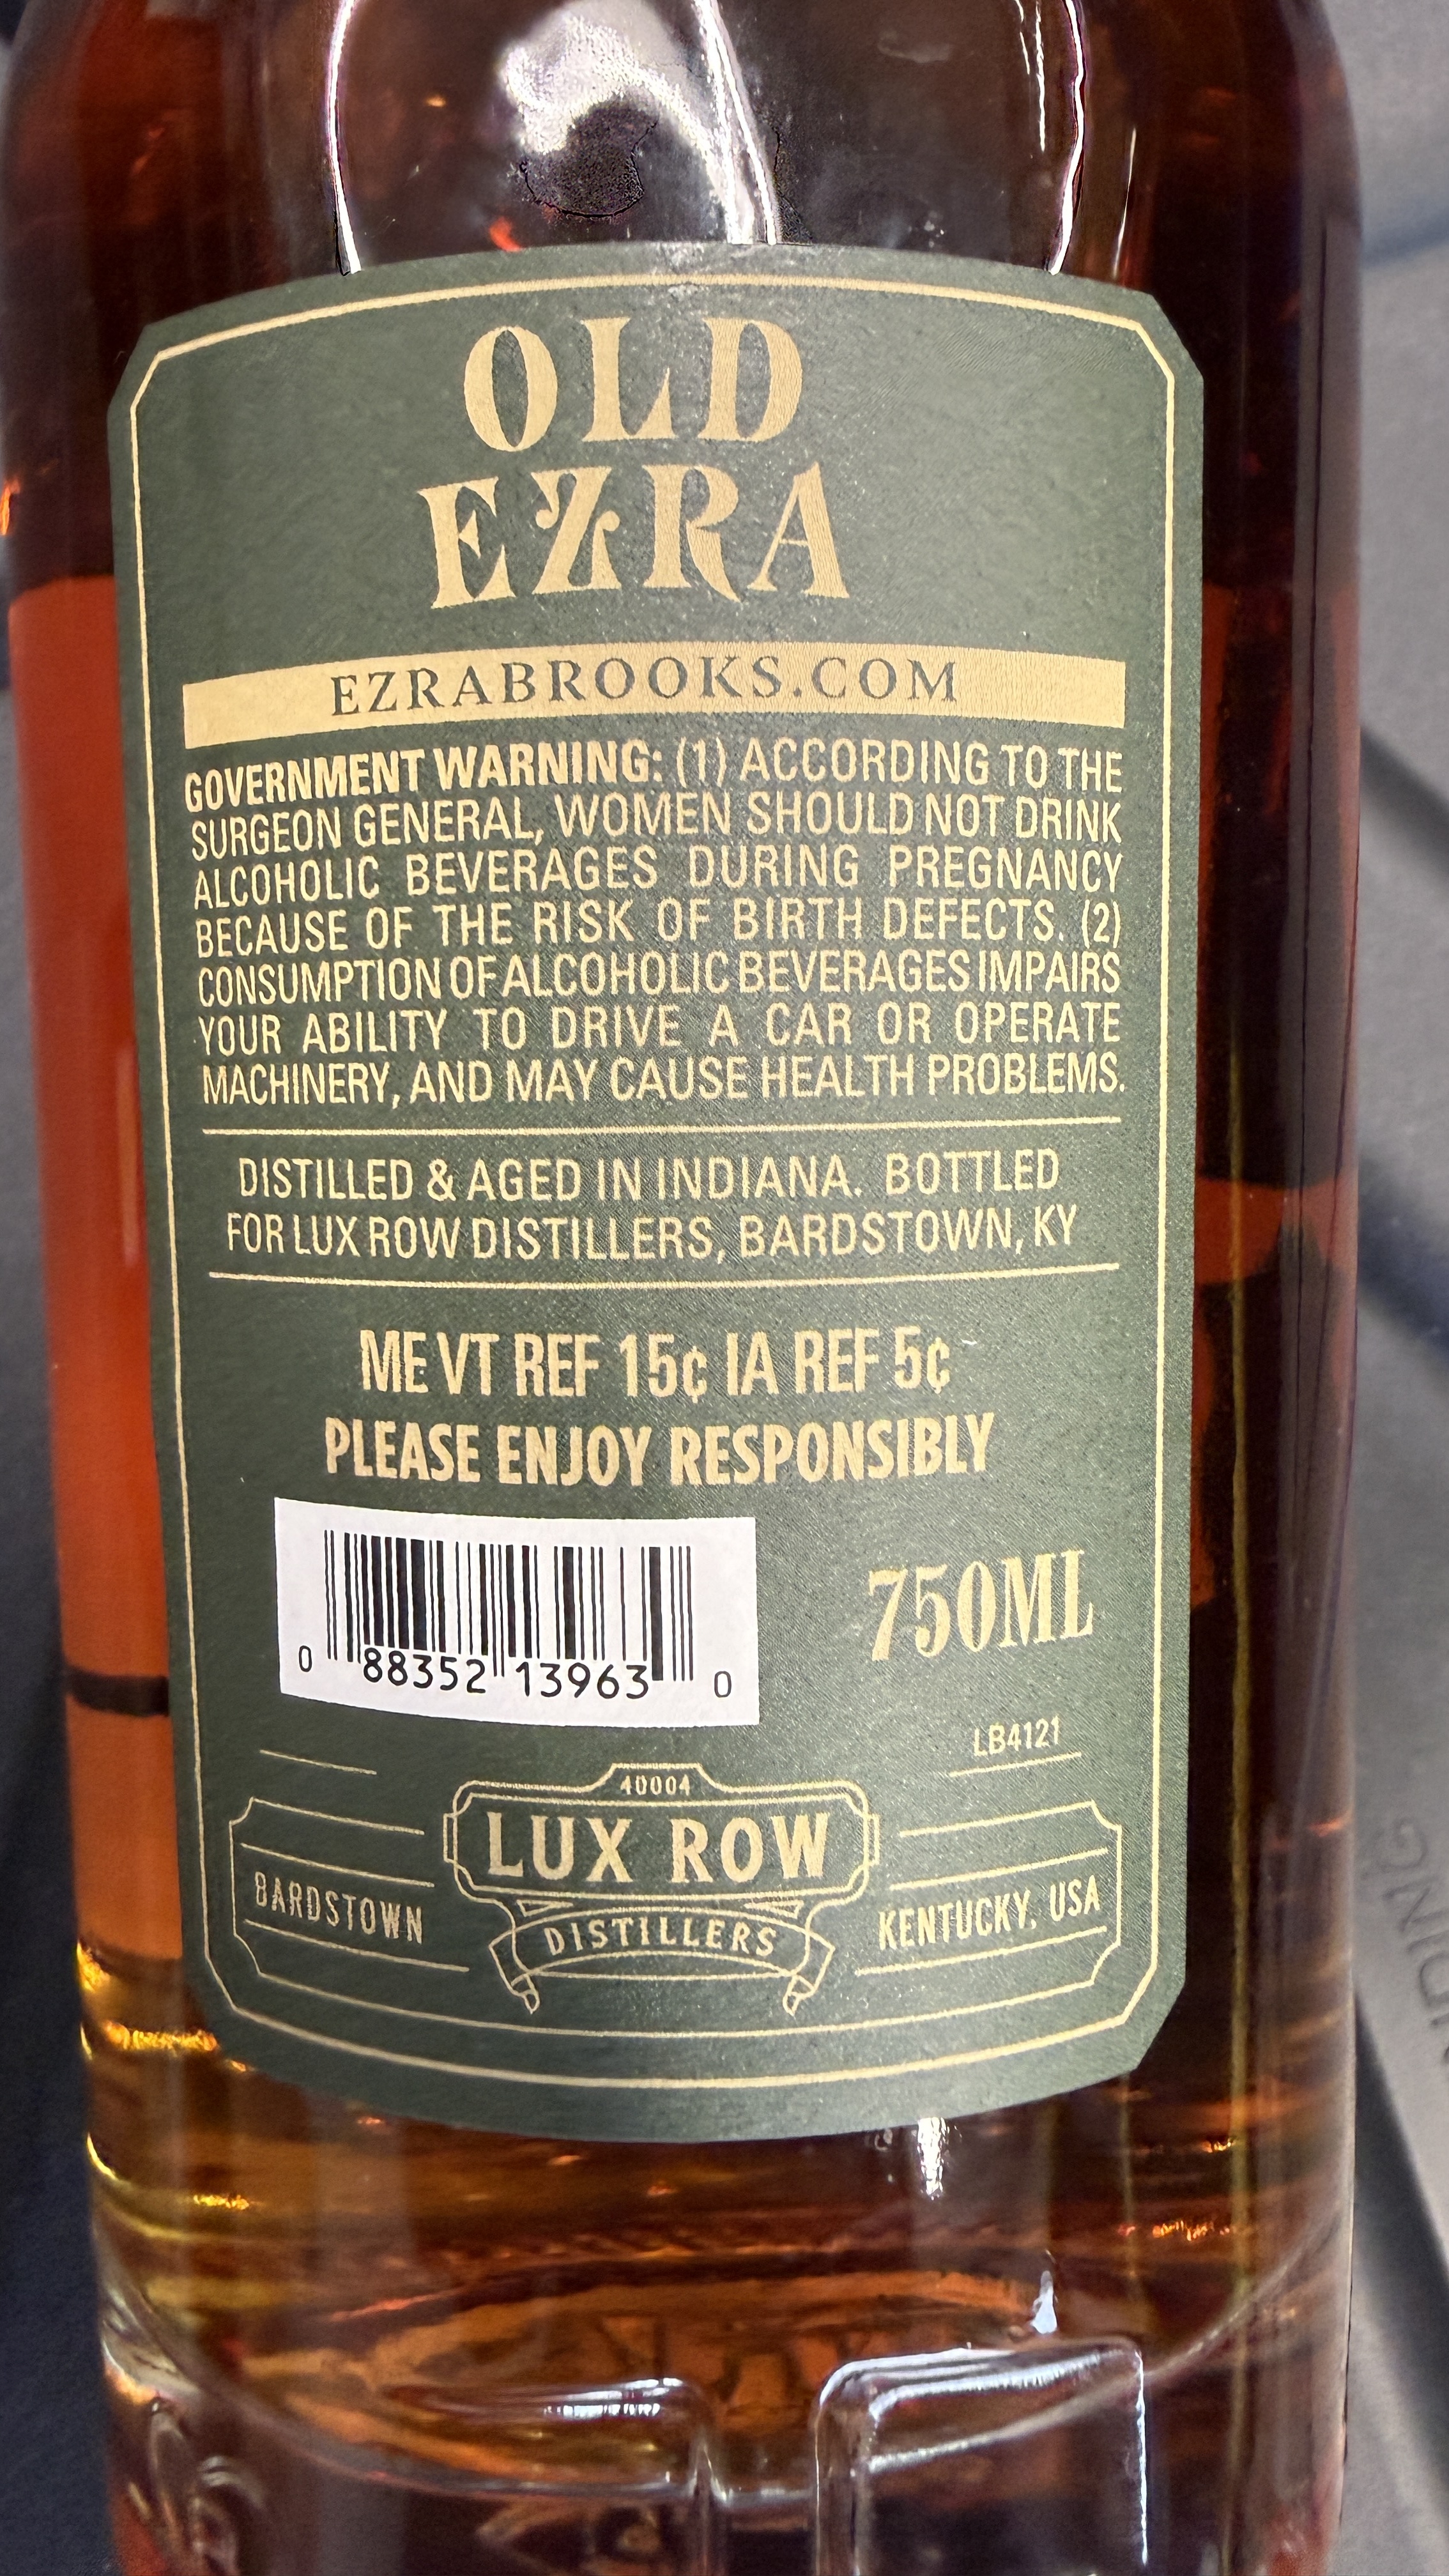 OLD
EZRA
EZRABROOKS.COM
GOVERNMENT WARNING: (1) ACCORDING TO THE
SURGEON GENERAL, WOMEN SHOULD NOT DRINK
ALCOHOLIC BEVERAGES DURING PREGNANCY
BECAUSE OF THE RISK OF BIRTH DEFECTS. (2)
CONSUMPTION OF ALCOHOLIC BEVERAGES IMPAIRS
YOUR ABILITY TO DRIVE A CAR OR OPERATE
MACHINERY, AND MAY CAUSE HEALTH PROBLEMS.
DISTILLED & AGED IN INDIANA. BOTTLED
FOR LUX ROW DISTILLERS, BARDSTOWN, KY
ME VT REF 15¢ IA REF 5¢
PLEASE ENJOY RESPONSIBLY
0 88352 13963 0
750ML
LB4121
40004
LUX ROW
BARDSTOWN
DISTILLERS
KENTUCKY, USA